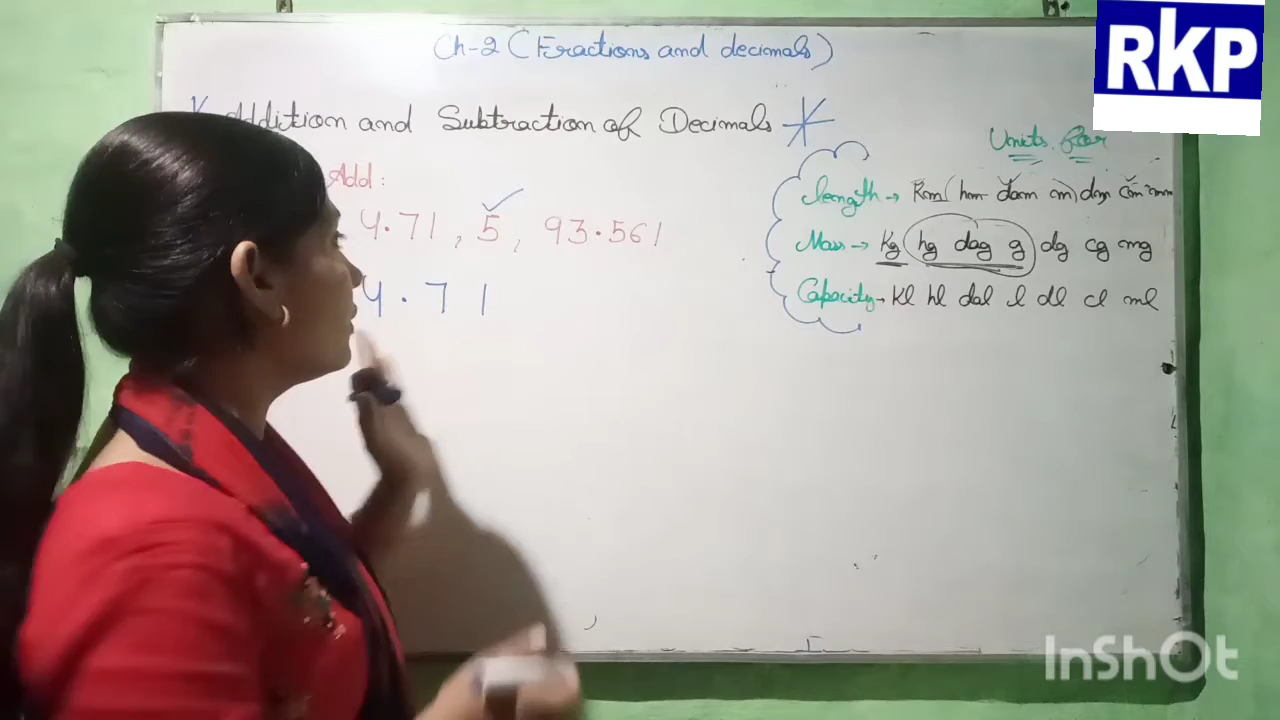 RKP
Ch-2 (Fractions and decimals)
Addition and Subtraction of Decimals
Units for
Add:
4.71, 5, 93.561
4.71
length → Km hm dam m dm cm mm
Mass → Kg hg dag g dg cg mg
Capacity → Kl hl dal l dl cl ml
InShOt